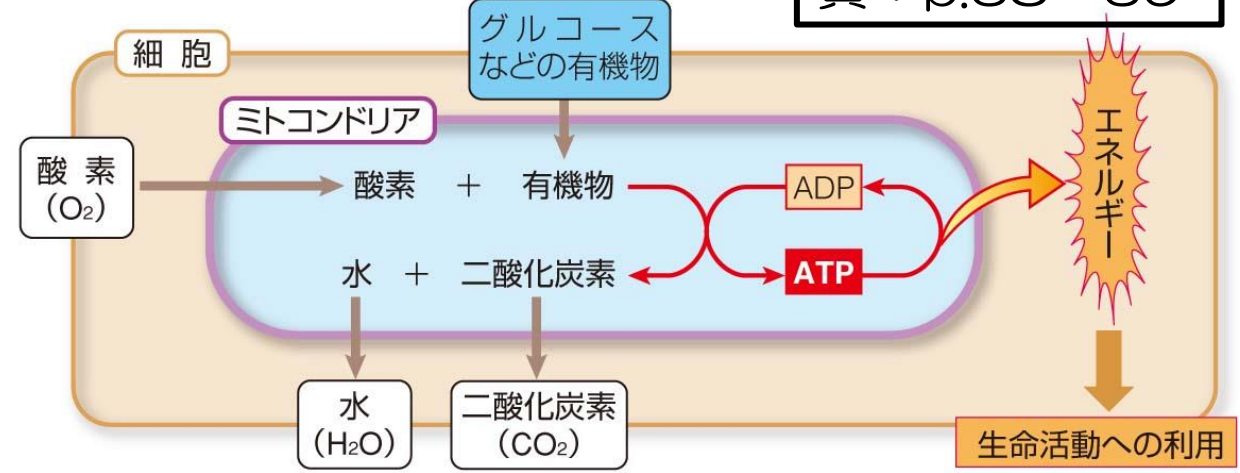 細胞
グルコース
などの有機物
ミトコンドリア
酸素
(O₂)
酸素 + 有機物
ADP
水 + 二酸化炭素
ATP
エネルギー
水
(H₂O)
二酸化炭素
(CO₂)
生命活動への利用